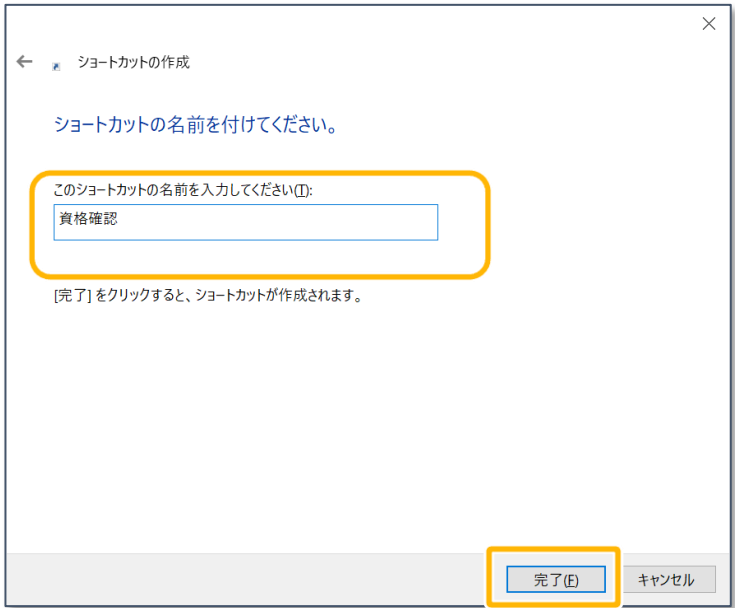 ショートカットの作成
ショートカットの名前を付けてください。
このショートカットの名前を入力してください(T):
資格確認
[完了] をクリックすると、ショートカットが作成されます。
完了(F)
キャンセル